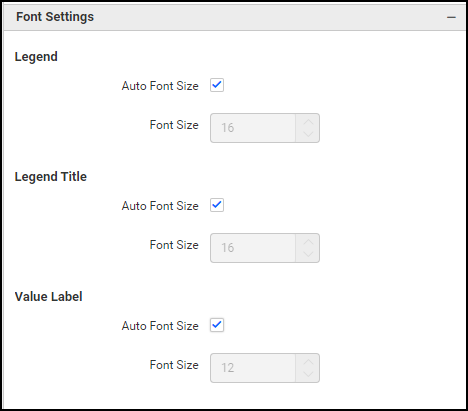 Font Settings
Legend
Auto Font Size
Font Size 16
Legend Title
Auto Font Size
Font Size 16
Value Label
Auto Font Size
Font Size 12